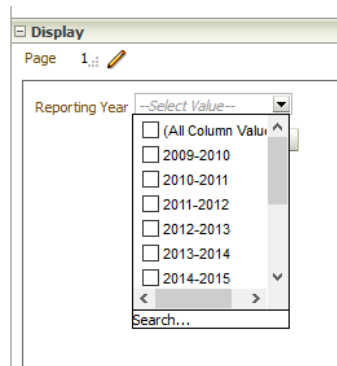 Display
Page 1
Reporting Year --Select Value--
(All Column Value
2009-2010
2010-2011
2011-2012
2012-2013
2013-2014
2014-2015
Search...